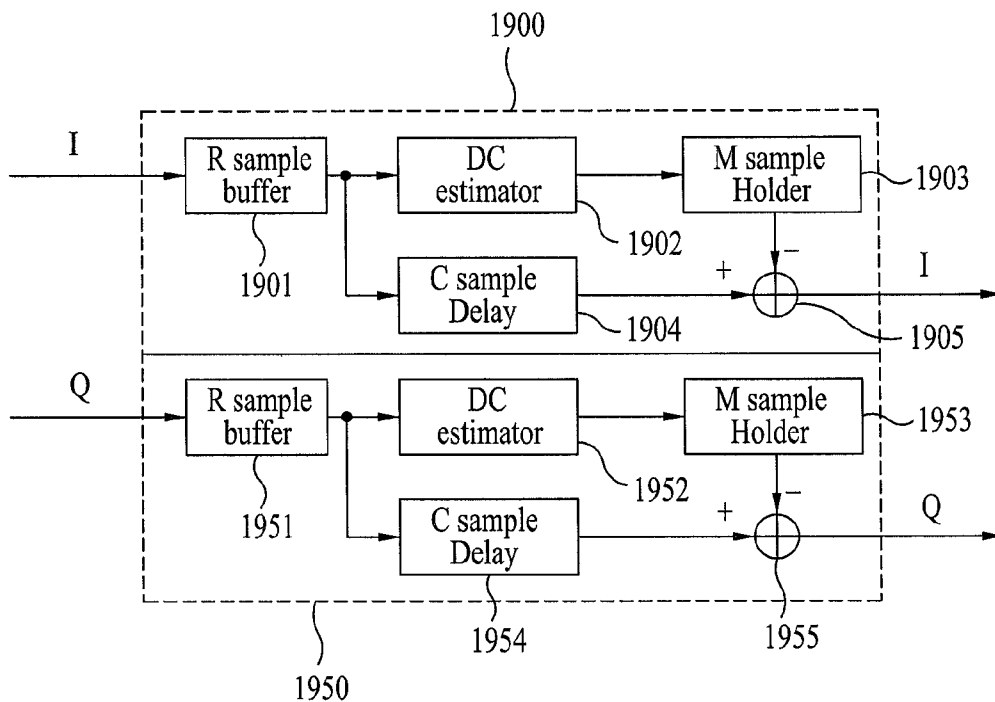 1900
I
R sample
buffer
1901
DC
estimator
1902
M sample
Holder
1903
−
C sample
Delay
1904
+
I
1905
Q
R sample
buffer
1951
DC
estimator
1952
M sample
Holder
1953
−
C sample
Delay
1954
+
Q
1955
1950